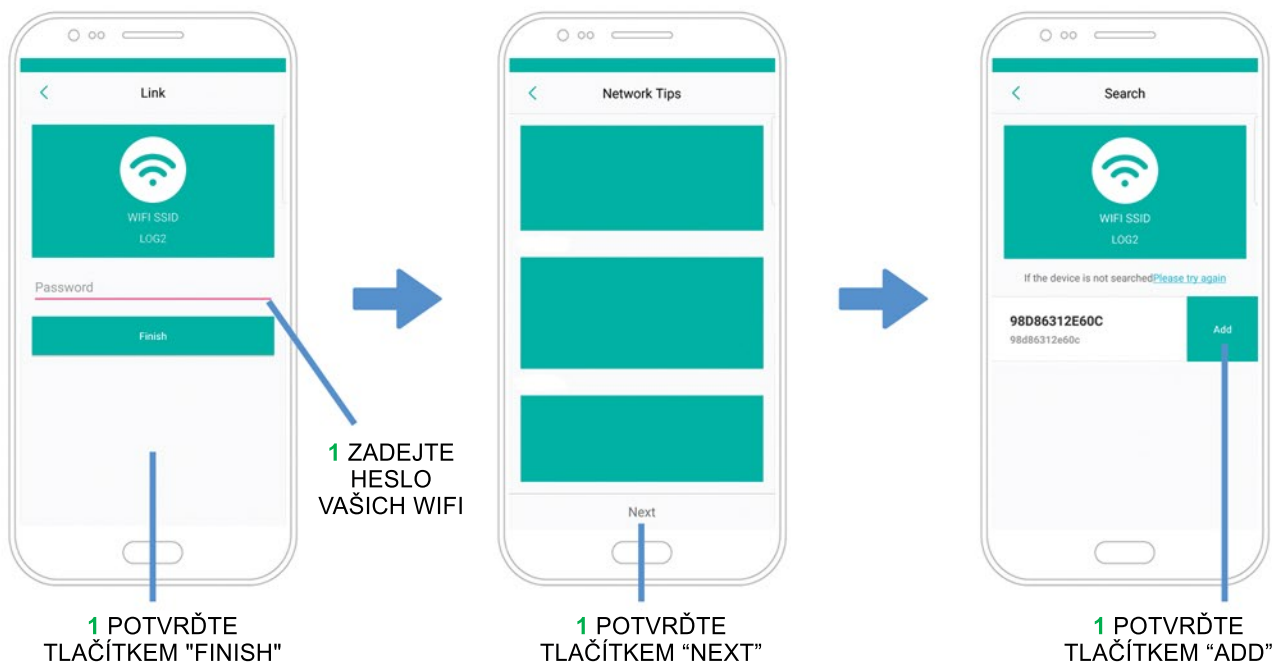 Link
WIFI SSID
LOG2
Password
Finish
1 ZADEJTE
HESLO
VAŠICH WIFI
1 POTVRĎTE
TLAČÍTKEM "FINISH"
Network Tips
Next
1 POTVRĎTE
TLAČÍTKEM “NEXT”
Search
WIFI SSID
LOG2
If the device is not searchedPlease try again
98D86312E60C
98d86312e60c
Add
1 POTVRĎTE
TLAČÍTKEM “ADD”